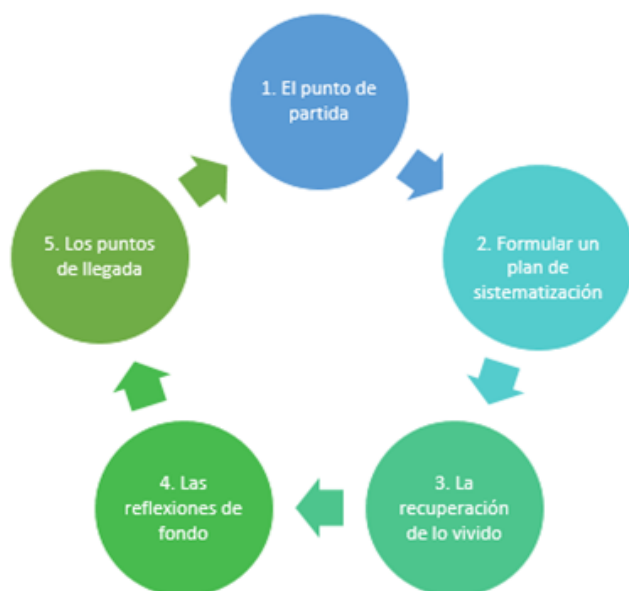 1. El punto de
partida
2. Formular un
plan de
sistematización
3. La
recuperación
de lo vivido
4. Las
reflexiones de
fondo
5. Los puntos
de llegada